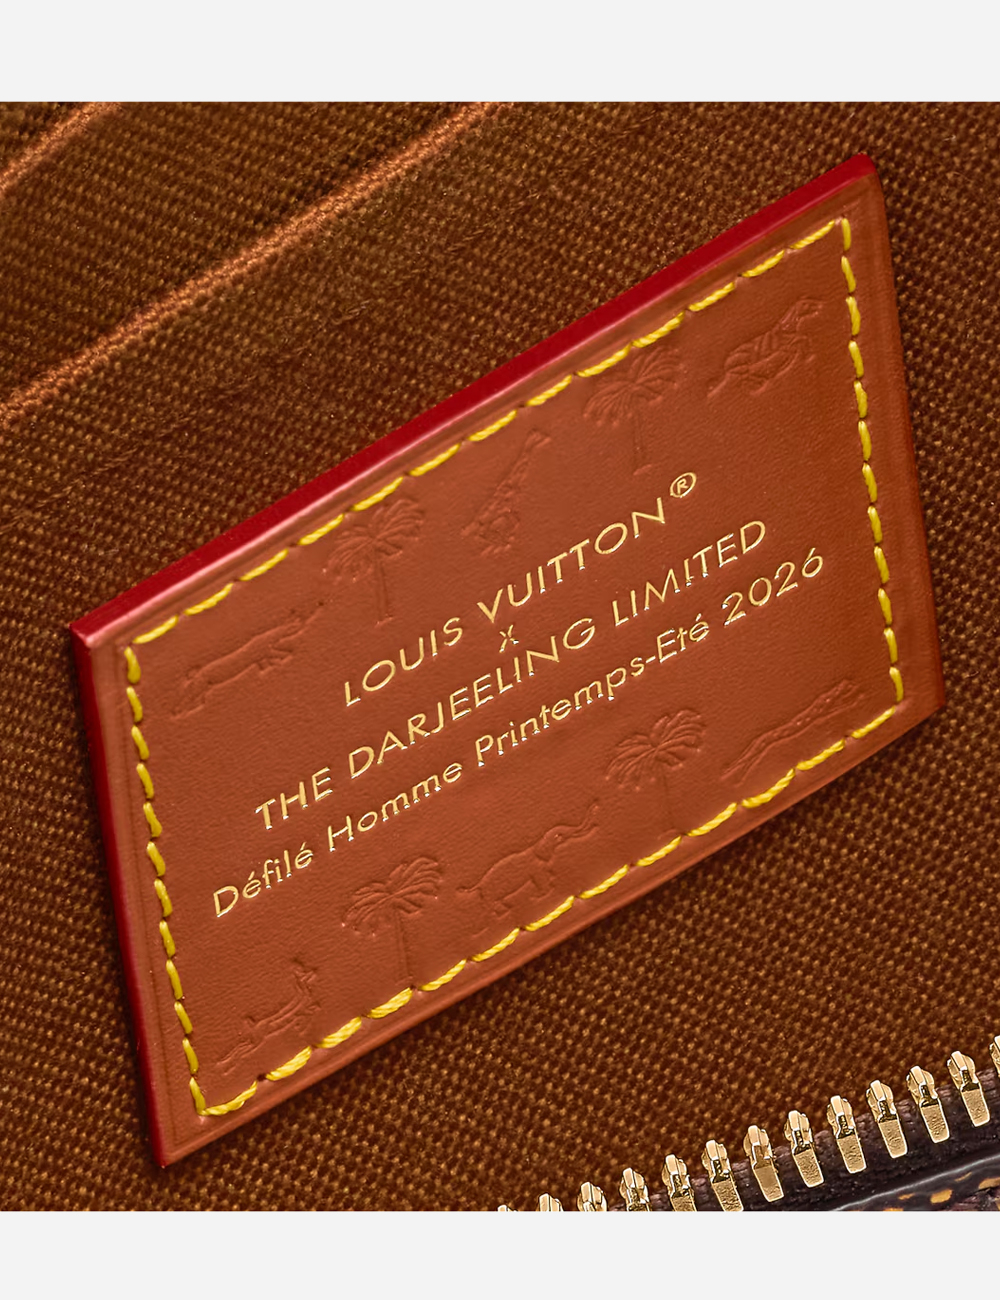 LOUIS VUITTON®
X
THE DARJEELING LIMITED
Défilé Homme Printemps-Eté 2026